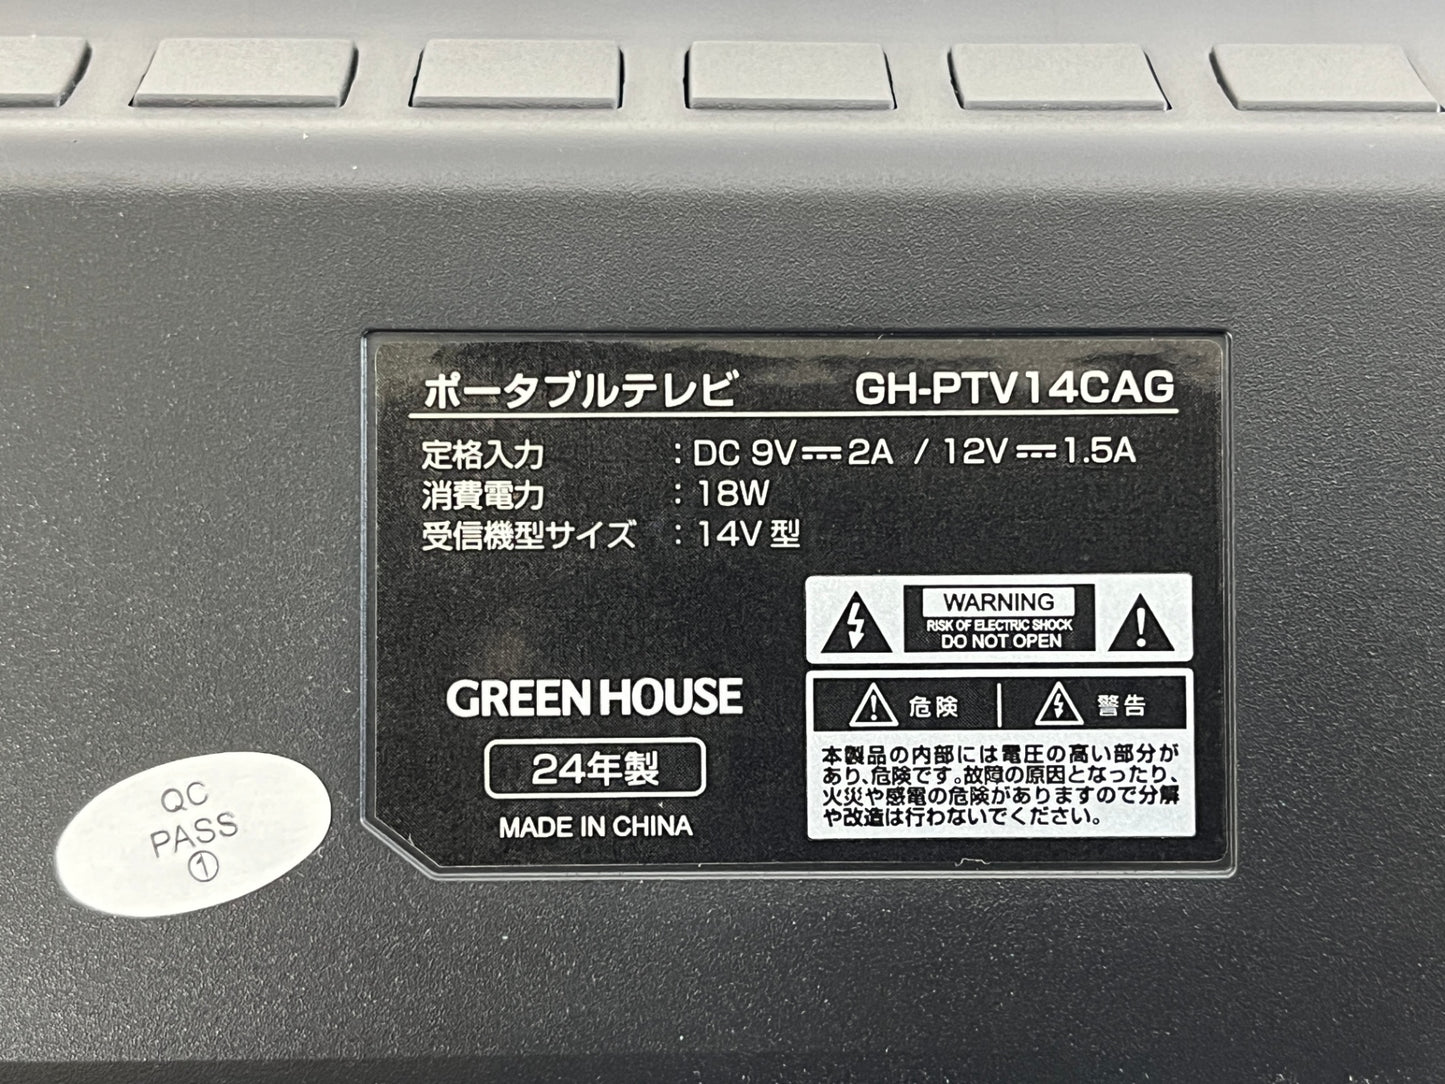 ポータブルテレビ GH-PTV14CAG
定格入力 : DC 9V⎓2A / 12V⎓1.5A
消費電力 : 18W
受信機型サイズ : 14V 型
WARNING
RISK OF ELECTRIC SHOCK
DO NOT OPEN
危険 | 警告
本製品の内部には電圧の高い部分が
あり、危険です。故障の原因となったり、
火災や感電の危険がありますので分解
や改造は行わないでください。
GREEN HOUSE
24年製
MADE IN CHINA
QC
PASS
①